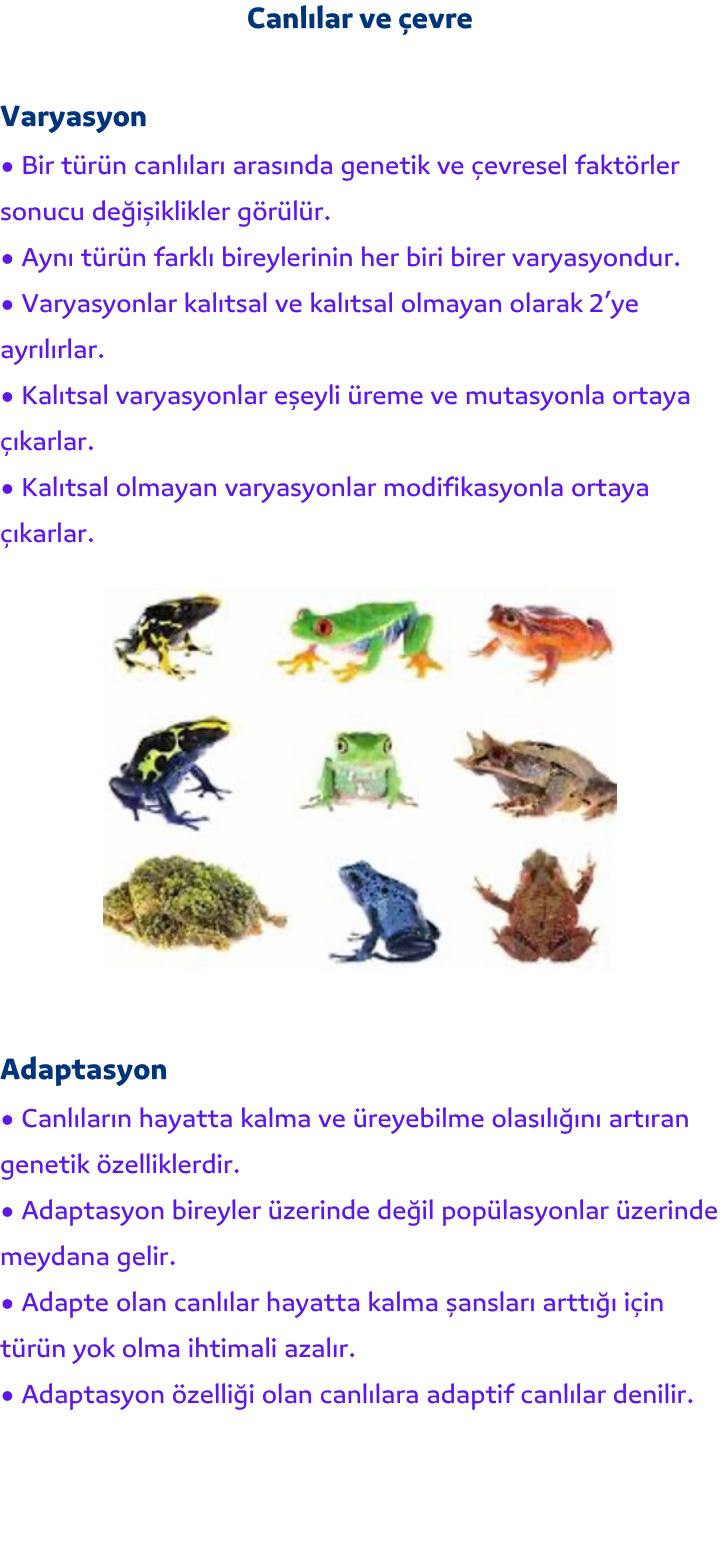 Canlılar ve çevre
Varyasyon
• Bir türün canlıları arasında genetik ve çevresel faktörler
sonucu değişiklikler görülür.
• Aynı türün farklı bireylerinin her biri birer varyasyondur.
• Varyasyonlar kalıtsal ve kalıtsal olmayan olarak 2’ye
ayrılırlar.
• Kalıtsal varyasyonlar eşeyli üreme ve mutasyonla ortaya
çıkarlar.
• Kalıtsal olmayan varyasyonlar modifikasyonla ortaya
çıkarlar.
Adaptasyon
• Canlıların hayatta kalma ve üreyebilme olasılığını artıran
genetik özelliklerdir.
• Adaptasyon bireyler üzerinde değil popülasyonlar üzerinde
meydana gelir.
• Adapte olan canlılar hayatta kalma şansları arttığı için
türün yok olma ihtimali azalır.
• Adaptasyon özelliği olan canlılara adaptif canlılar denilir.